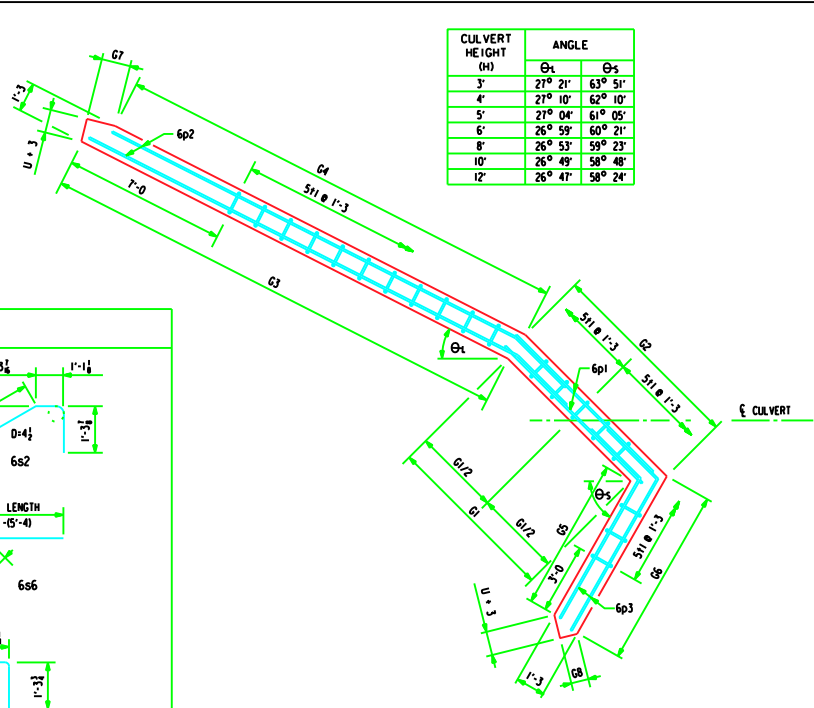 CULVERT HEIGHT (H) ANGLE
θL θS
3' 27° 21' 63° 51'
4' 27° 10' 62° 10'
5' 27° 04' 61° 05'
6' 26° 59' 60° 21'
8' 26° 53' 59° 23'
10' 26° 49' 58° 48'
12' 26° 47' 58° 24'
G7
1'-3
U + 3
6p2
G4
5t1 @ 1'-3
7'-0
G3
θL
5t1 @ 1'-3
G2
6p1
5t1 @ 1'-3
℄ CULVERT
G1/2
G1
G1/2
θS
G5
5t1 @ 1'-3
G6
3'-0
U + 3
6p3
1'-3
G8
1'-1⅛
D=4½
1'-3⅞
6s2
LENGTH
-(5'-4)
6s6
1'-3¾